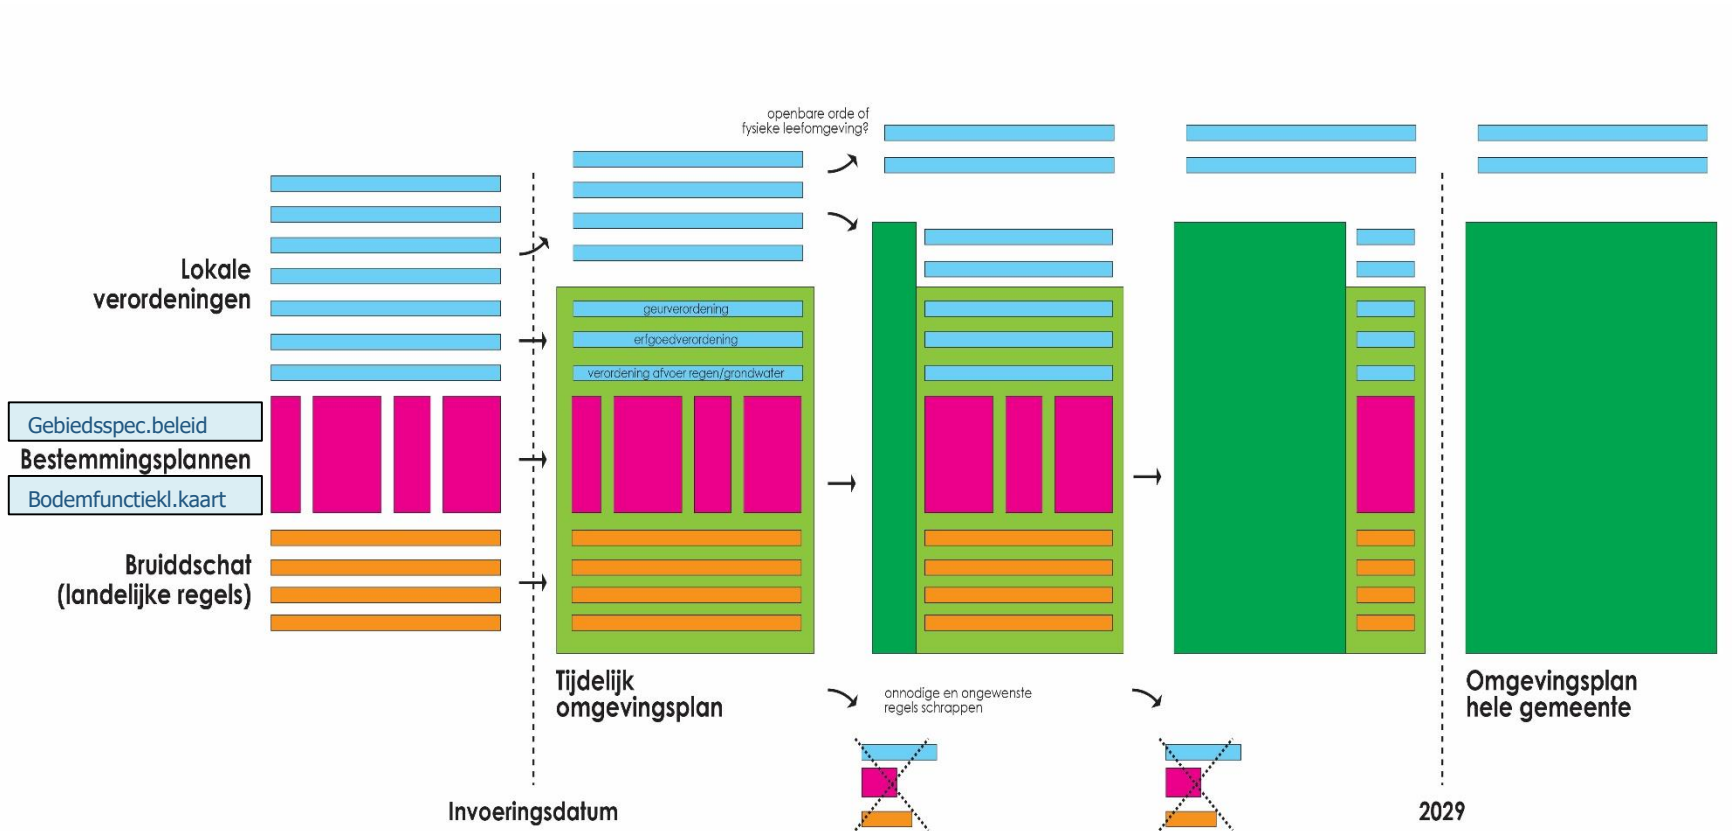 openbare orde of
fysieke leefomgeving?
Lokale
verordeningen
geurverordening
erfgoedverordening
verordening afvoer regen/grondwater
Gebiedsspec.beleid
Bestemmingsplannen
Bodemfunctiekl.kaart
Bruiddschat
(landelijke regels)
Tijdelijk
omgevingsplan
onnodige en ongewenste
regels schrappen
Omgevingsplan
hele gemeente
Invoeringsdatum
2029